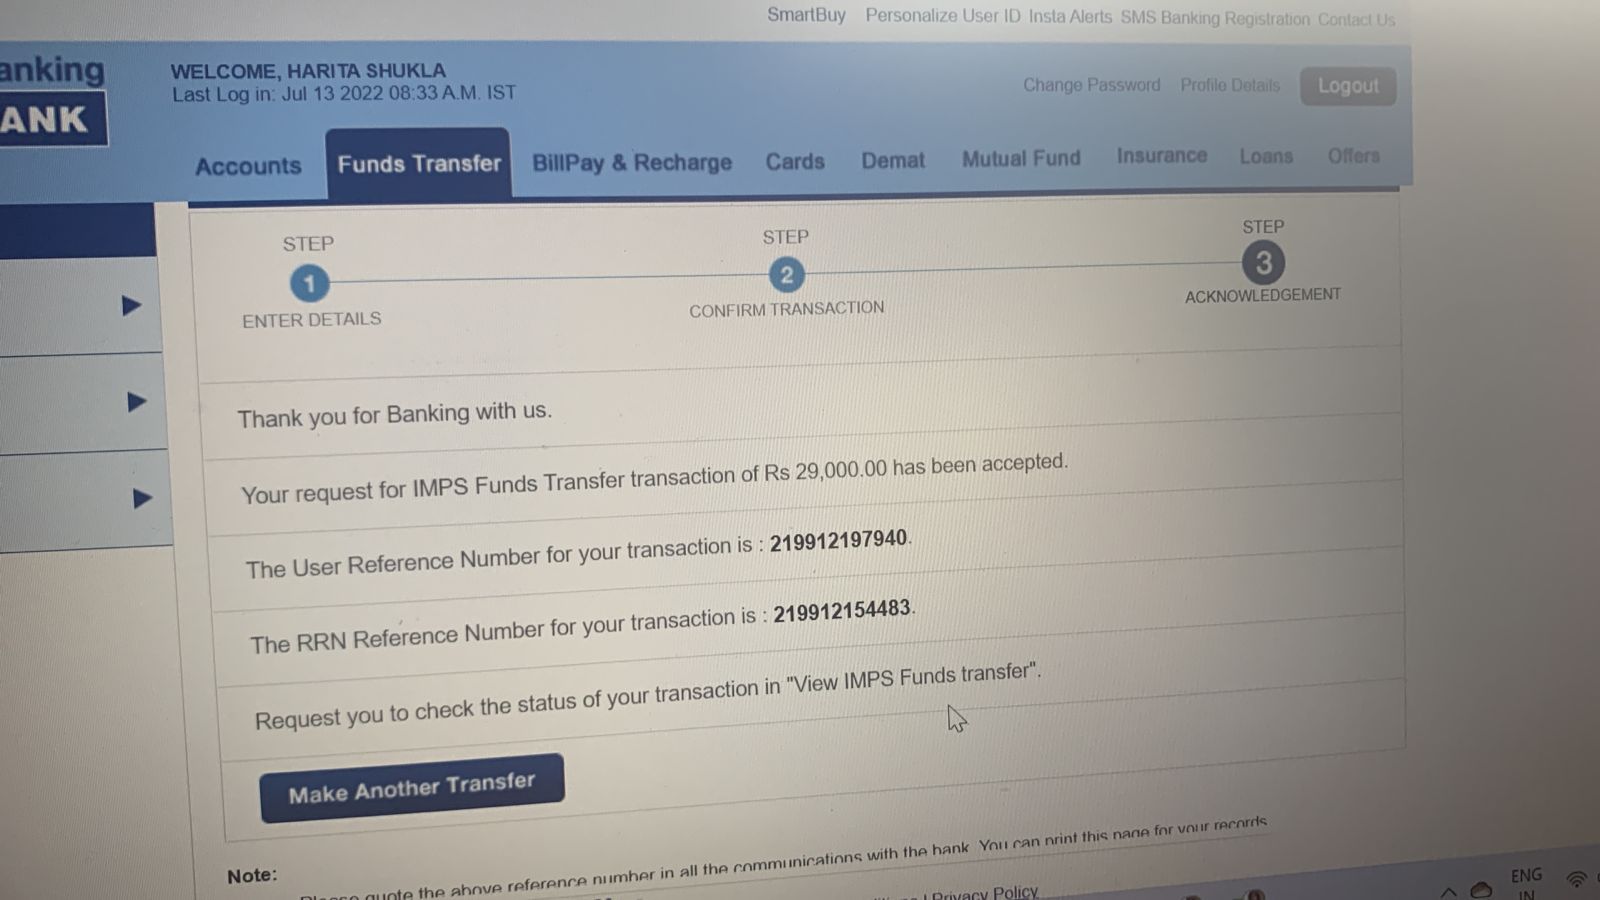 SmartBuy Personalize User ID Insta Alerts SMS Banking Registration Contact Us
anking
ANK
WELCOME, HARITA SHUKLA
Last Log in: Jul 13 2022 08:33 A.M. IST
Change Password Profile Details Logout
Accounts Funds Transfer BillPay & Recharge Cards Demat Mutual Fund Insurance Loans Offers
STEP STEP STEP
1 2 3
ENTER DETAILS CONFIRM TRANSACTION ACKNOWLEDGEMENT
Thank you for Banking with us.
Your request for IMPS Funds Transfer transaction of Rs 29,000.00 has been accepted.
The User Reference Number for your transaction is : 219912197940.
The RRN Reference Number for your transaction is : 219912154483.
Request you to check the status of your transaction in "View IMPS Funds transfer".
Make Another Transfer
Note:
Please quote the above reference number in all the communications with the bank. You can print this page for your records
| Privacy Policy
ENG
IN